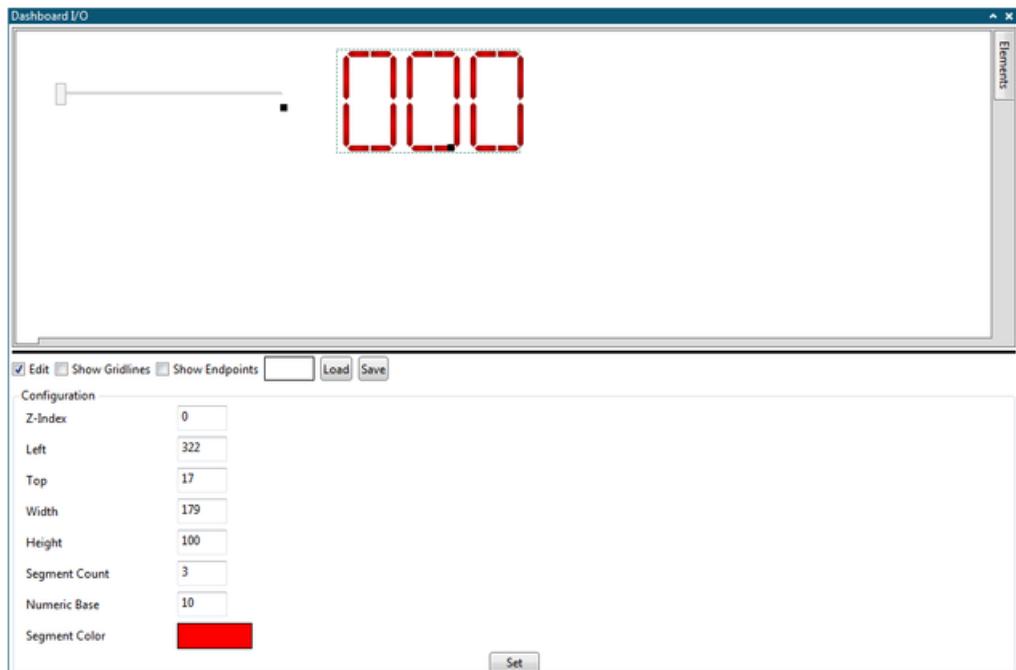 Dashboard I/O
Elements
000
Edit Show Gridlines Show Endpoints Load Save
Configuration
Z-Index 0
Left 322
Top 17
Width 179
Height 100
Segment Count 3
Numeric Base 10
Segment Color
Set